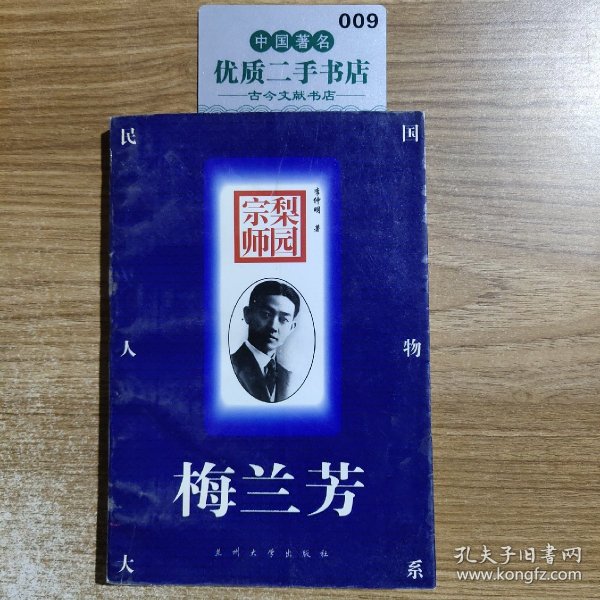 009
中国著名
优质二手书店
古今文献书店
民国
人物
大系
李仲明 著
梨园
宗师
梅兰芳
兰州大学出版社
孔夫子旧书网
www.kongfz.com